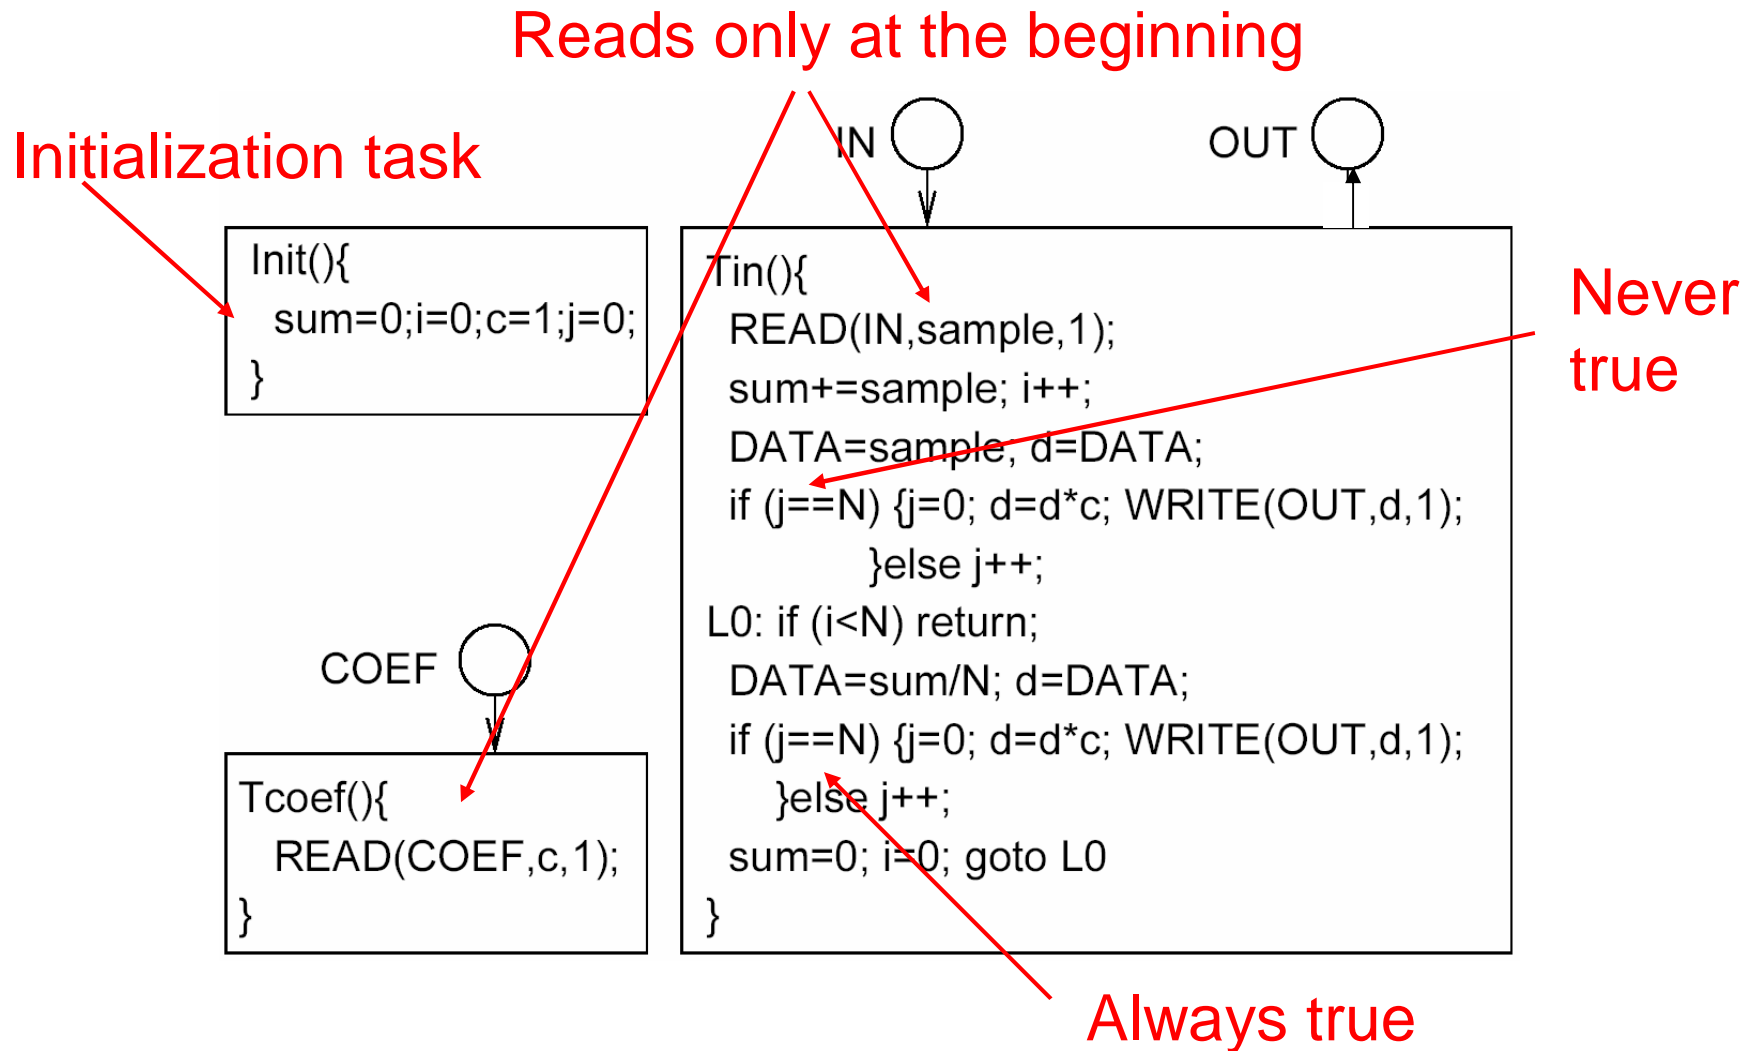 Reads only at the beginning
Initialization task
IN
OUT
Init(){
sum=0;i=0;c=1;j=0;
}
Tin(){
READ(IN,sample,1);
sum+=sample; i++;
DATA=sample; d=DATA;
if (j==N) {j=0; d=d*c; WRITE(OUT,d,1);
}else j++;
L0: if (i<N) return;
DATA=sum/N; d=DATA;
if (j==N) {j=0; d=d*c; WRITE(OUT,d,1);
}else j++;
sum=0; i=0; goto L0
}
Never
true
COEF
Tcoef(){
READ(COEF,c,1);
}
Always true